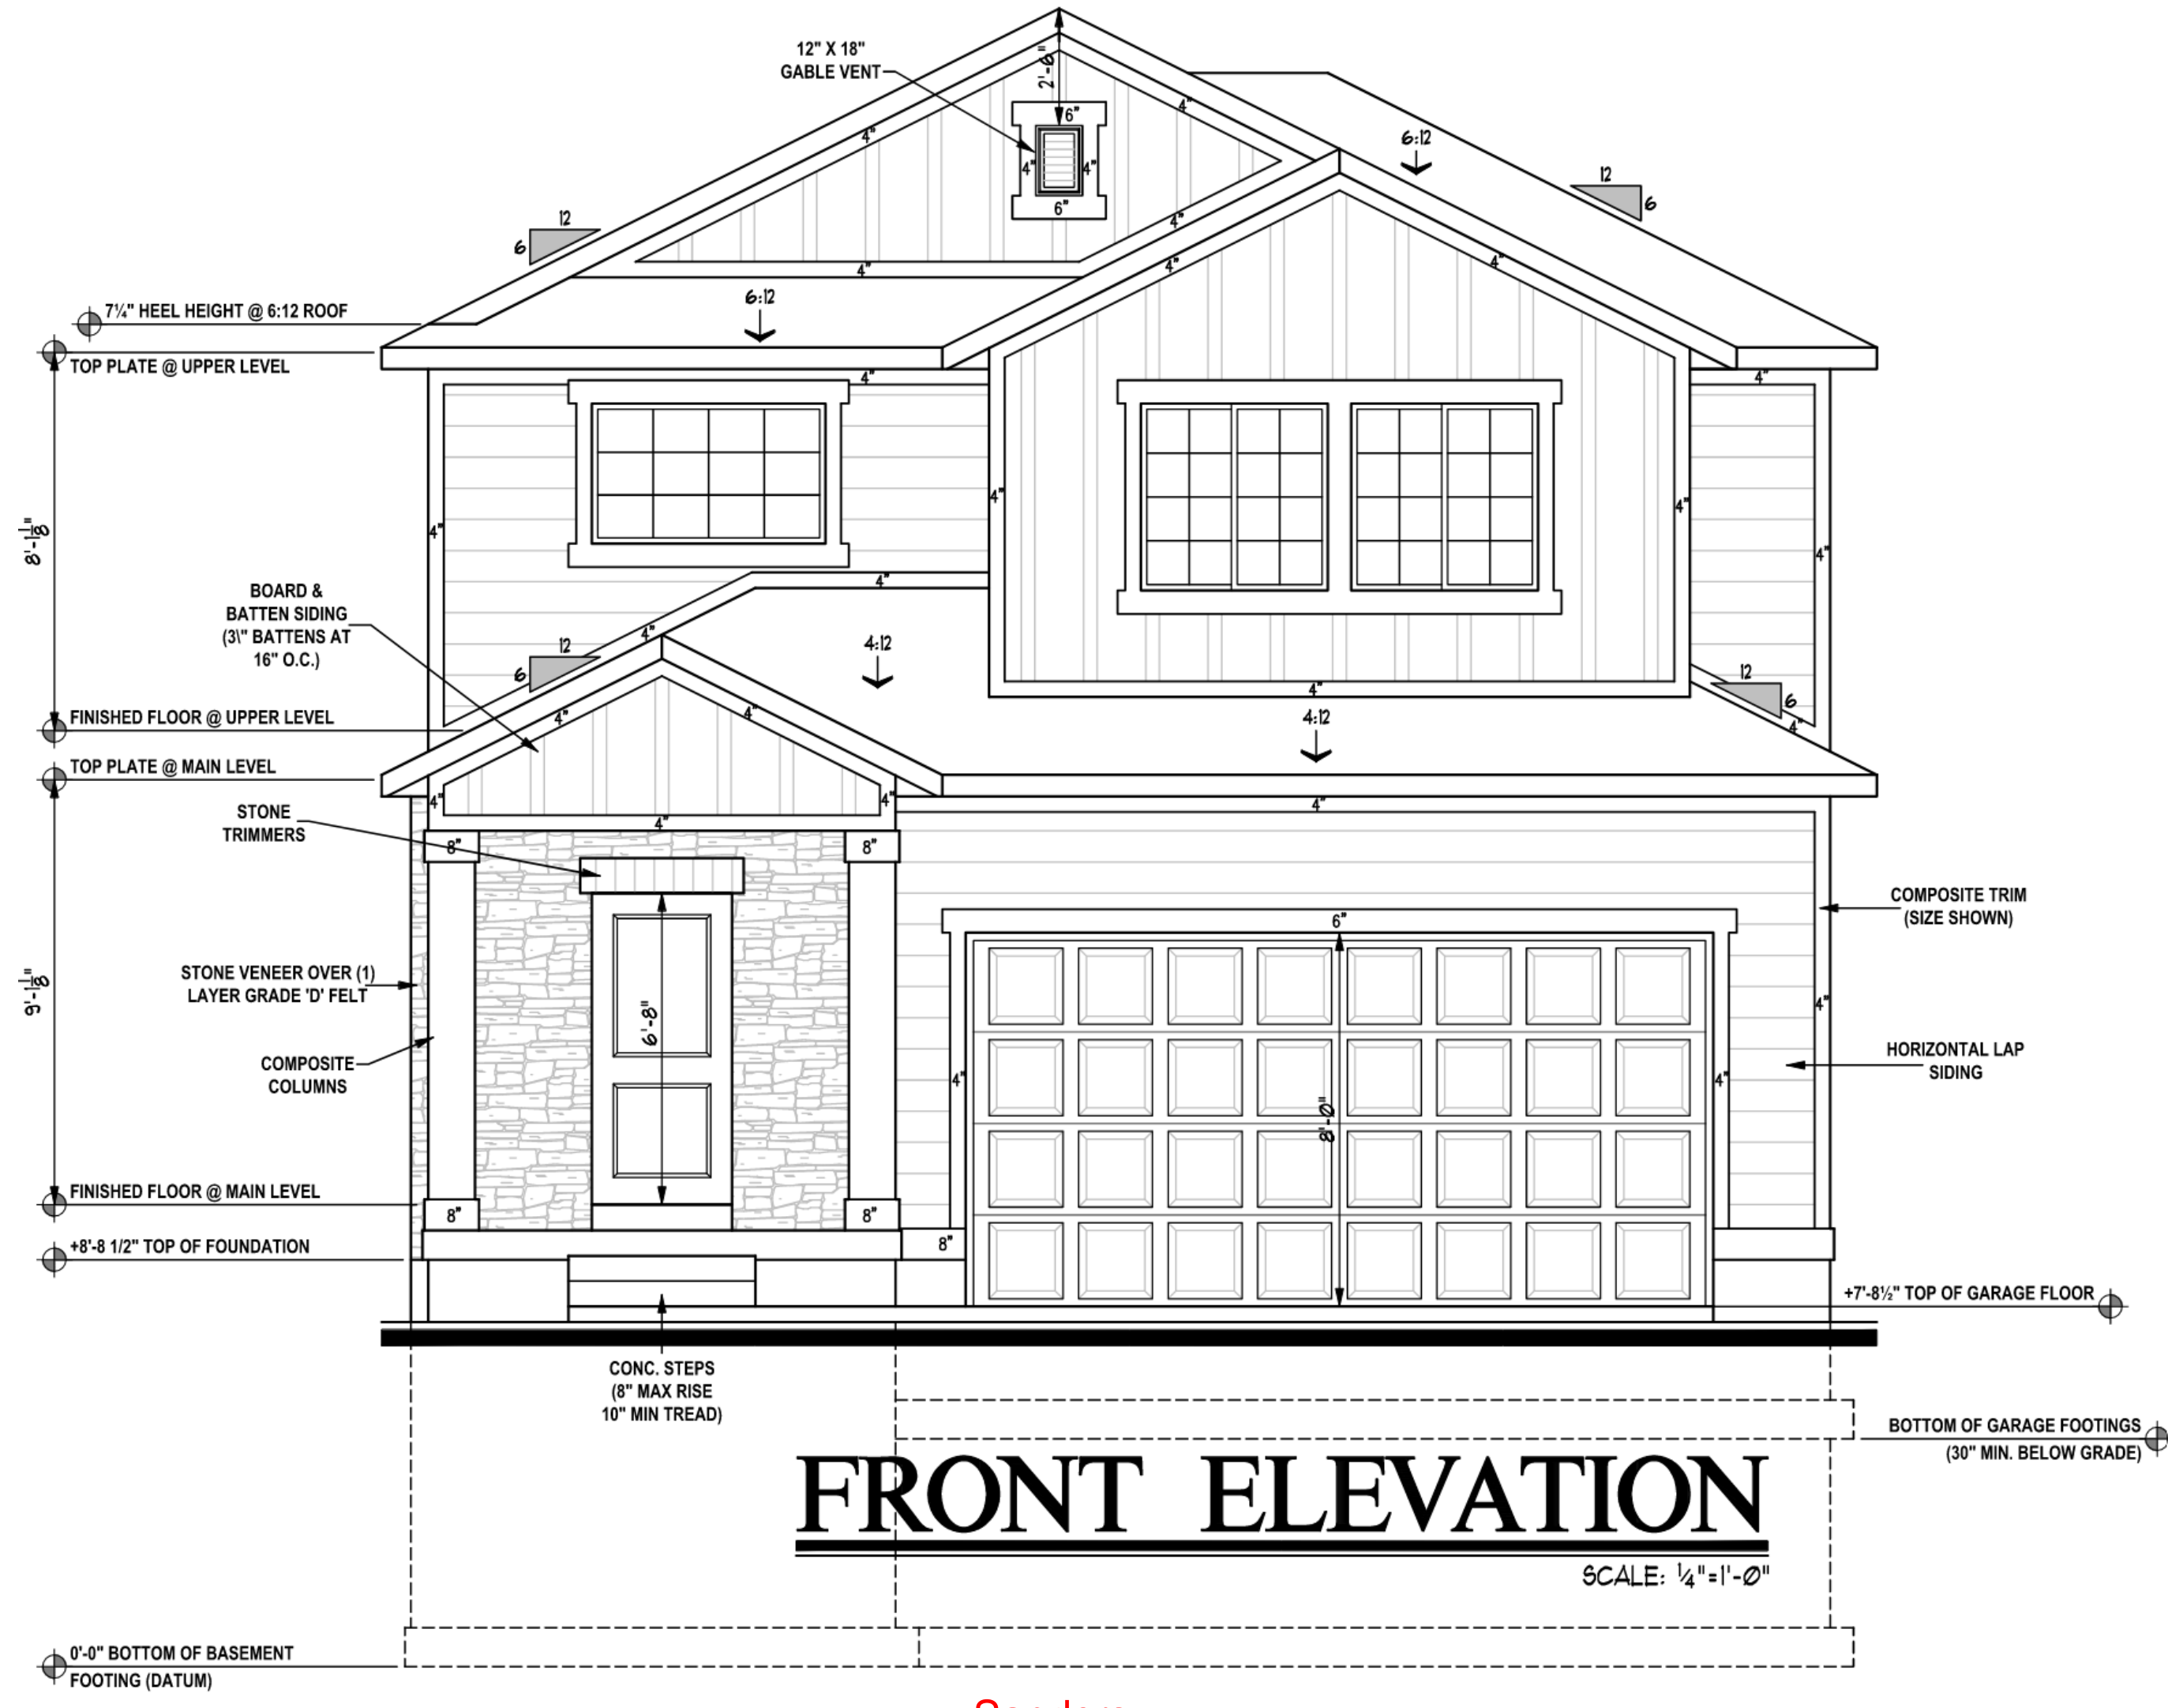 12" X 18"
GABLE VENT
2'-6"
6"
4"
4"
6"
4"
4"
4"
4"
4"
4"
6:12
12
6
12
6
6:12
7¼" HEEL HEIGHT @ 6:12 ROOF
TOP PLATE @ UPPER LEVEL
4"
4"
4"
4"
4"
4"
8'-1⅛"
BOARD &
BATTEN SIDING
(3\" BATTENS AT
16" O.C.)
4"
4"
12
6
4:12
12
6
4"
4"
4"
4"
4:12
FINISHED FLOOR @ UPPER LEVEL
TOP PLATE @ MAIN LEVEL
4"
4"
4"
4"
STONE
TRIMMERS
8"
8"
9'-1⅛"
STONE VENEER OVER (1)
LAYER GRADE 'D' FELT
COMPOSITE
COLUMNS
6'-8"
6"
COMPOSITE TRIM
(SIZE SHOWN)
4"
4"
4"
8'-0"
HORIZONTAL LAP
SIDING
FINISHED FLOOR @ MAIN LEVEL
8"
8"
8"
+8'-8 1/2" TOP OF FOUNDATION
+7'-8½" TOP OF GARAGE FLOOR
CONC. STEPS
(8" MAX RISE
10" MIN TREAD)
BOTTOM OF GARAGE FOOTINGS
(30" MIN. BELOW GRADE)
FRONT ELEVATION
SCALE: ¼"=1'-0"
0'-0" BOTTOM OF BASEMENT
FOOTING (DATUM)